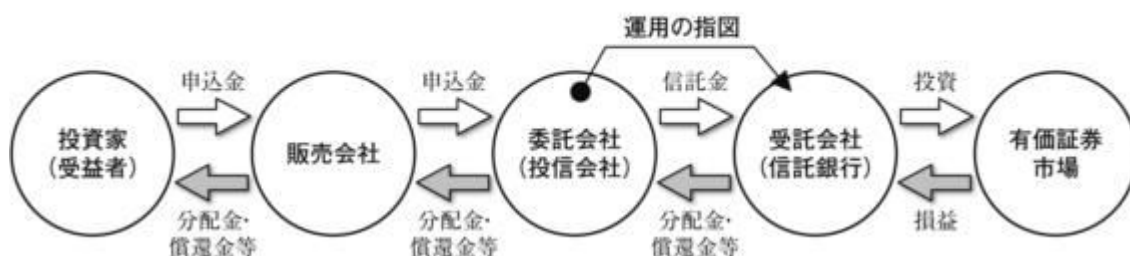 運用の指図
申込金
申込金
信託金
投資
投資家
(受益者)
販売会社
委託会社
(投信会社)
受託会社
(信託銀行)
有価証券
市場
分配金・
償還金等
分配金・
償還金等
分配金・
償還金等
損益